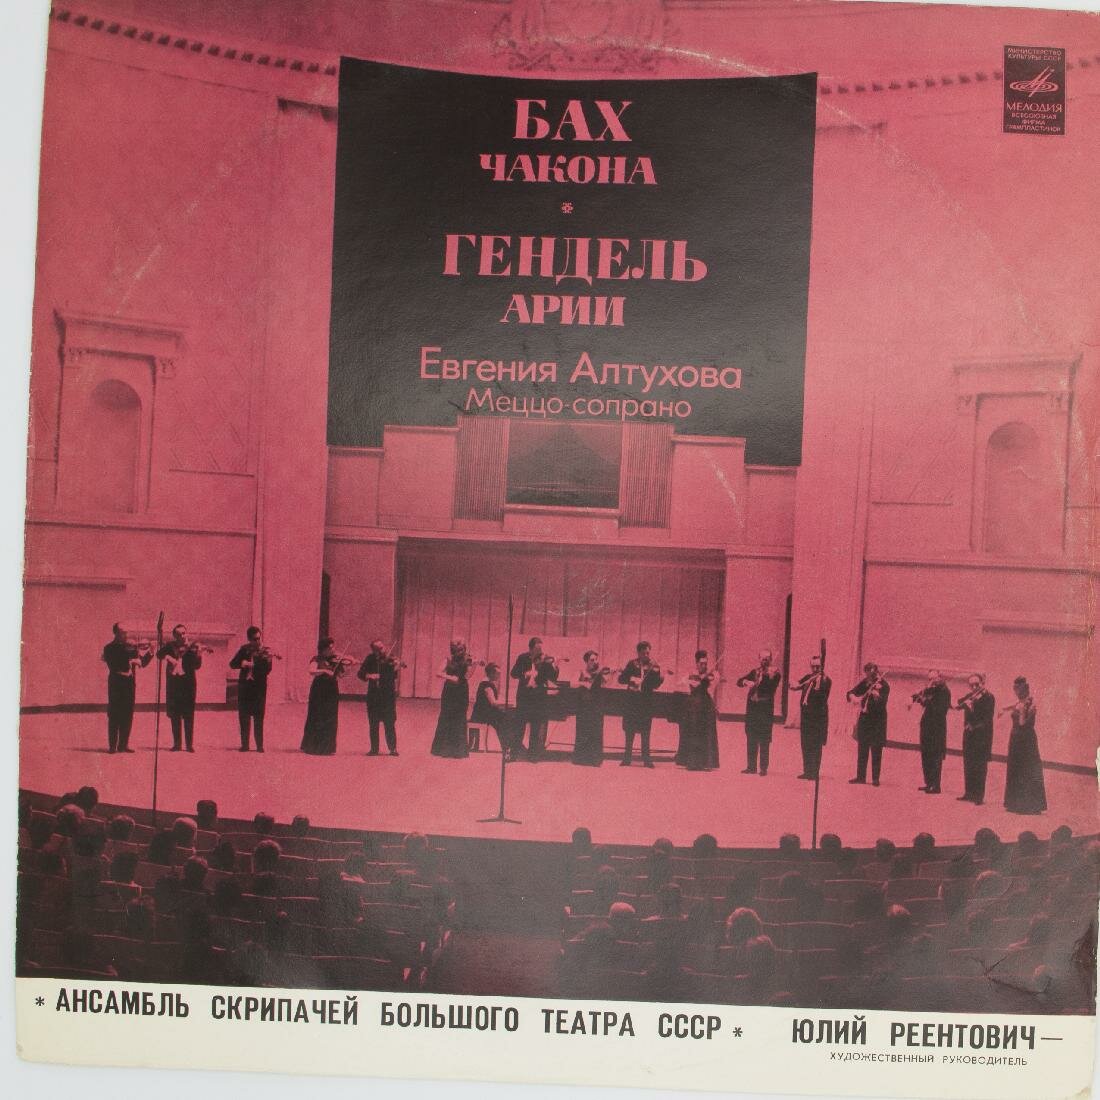 БАХ
ЧАКОНА
*
ГЕНДЕЛЬ
АРИИ
Евгения Алтухова
Меццо-сопрано
МИНИСТЕРСТВО
КУЛЬТУРЫ СССР
МЕЛОДИЯ
ВСЕСОЮЗНАЯ
ФИРМА
ГРАМПЛАСТИНОК
* АНСАМБЛЬ СКРИПАЧЕЙ БОЛЬШОГО ТЕАТРА СССР * ЮЛИЙ РЕЕНТОВИЧ —
ХУДОЖЕСТВЕННЫЙ РУКОВОДИТЕЛЬ